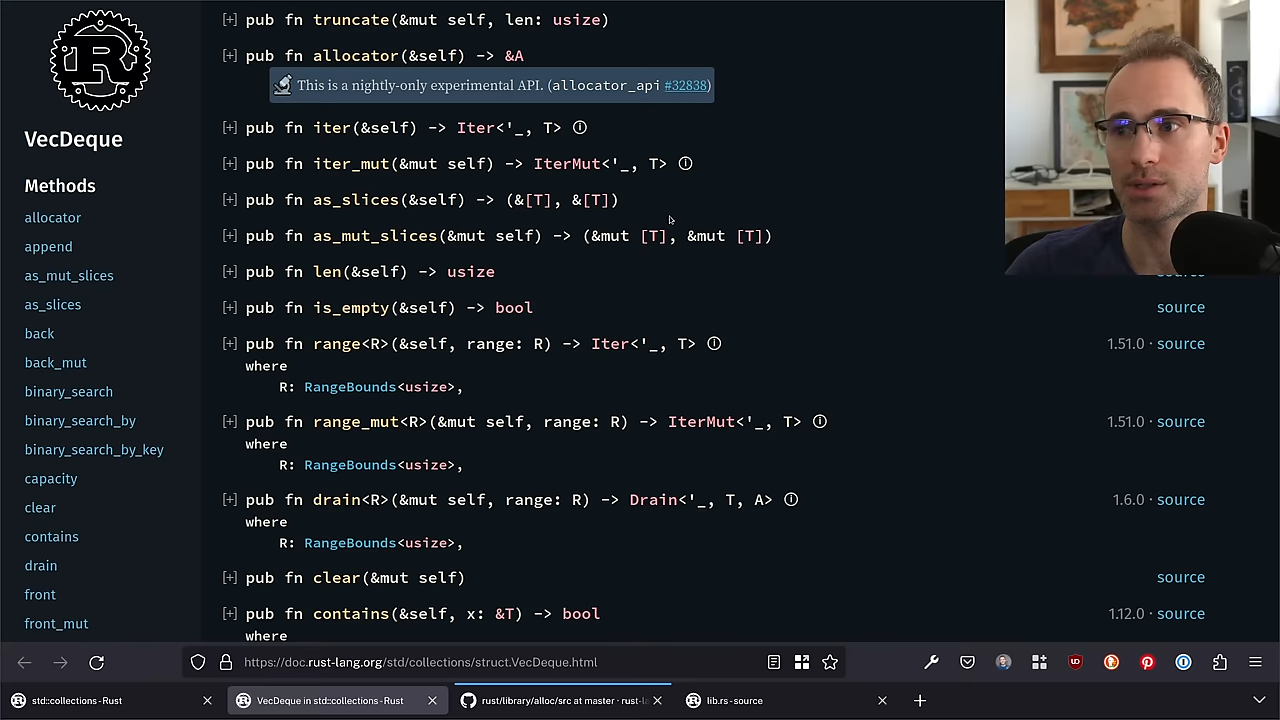 VecDeque
Methods
allocator
append
as_mut_slices
as_slices
back
back_mut
binary_search
binary_search_by
binary_search_by_key
capacity
clear
contains
drain
front
front_mut
[+] pub fn truncate(&mut self, len: usize)
[+] pub fn allocator(&self) -> &A
This is a nightly-only experimental API. (allocator_api #32838)
[+] pub fn iter(&self) -> Iter<'_, T> ⓘ
[+] pub fn iter_mut(&mut self) -> IterMut<'_, T> ⓘ
[+] pub fn as_slices(&self) -> (&[T], &[T])
[+] pub fn as_mut_slices(&mut self) -> (&mut [T], &mut [T])
[+] pub fn len(&self) -> usize source
[+] pub fn is_empty(&self) -> bool source
[+] pub fn range<R>(&self, range: R) -> Iter<'_, T> ⓘ 1.51.0 · source
where
R: RangeBounds<usize>,
[+] pub fn range_mut<R>(&mut self, range: R) -> IterMut<'_, T> ⓘ 1.51.0 · source
where
R: RangeBounds<usize>,
[+] pub fn drain<R>(&mut self, range: R) -> Drain<'_, T, A> ⓘ 1.6.0 · source
where
R: RangeBounds<usize>,
[+] pub fn clear(&mut self) source
[+] pub fn contains(&self, x: &T) -> bool 1.12.0 · source
where
https://doc.rust-lang.org/std/collections/struct.VecDeque.html
std::collections - Rust
VecDeque in std::collections - Rust
rust/library/alloc/src at master · rust-la
lib.rs - source